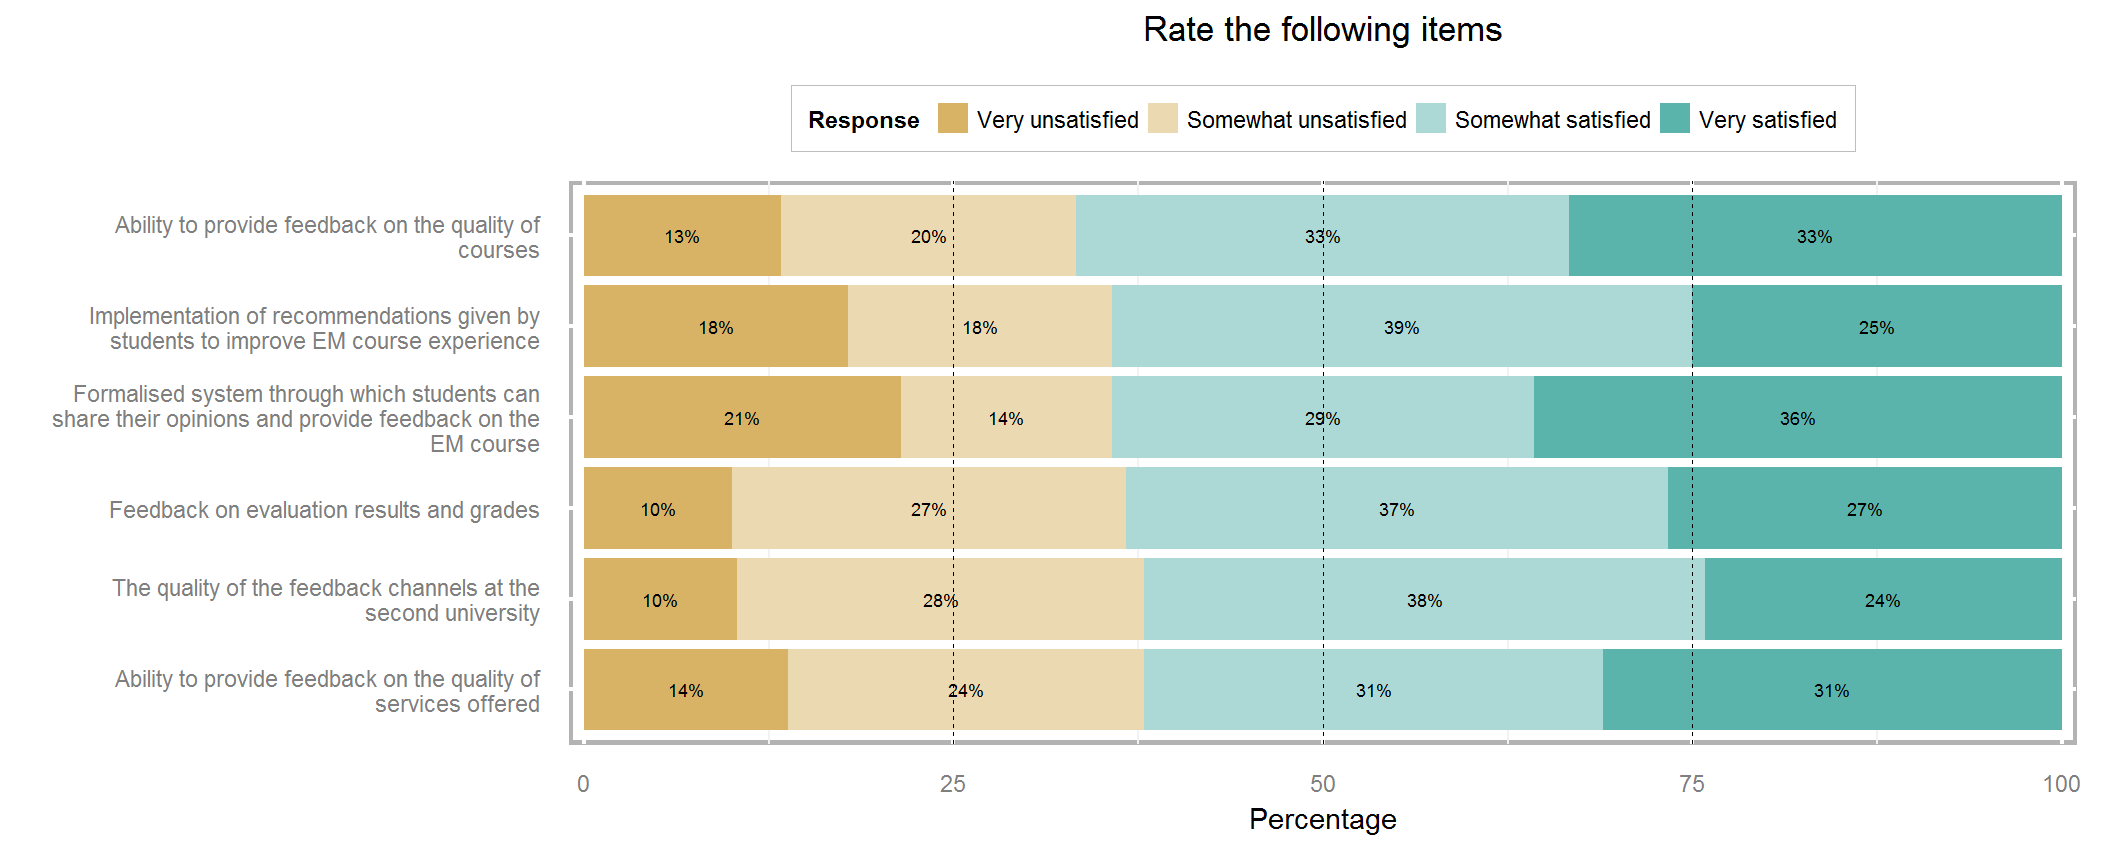 Rate the following items
Response Very unsatisfied Somewhat unsatisfied Somewhat satisfied Very satisfied
Ability to provide feedback on the quality of
courses
13% 20% 33% 33%
Implementation of recommendations given by
students to improve EM course experience
18% 18% 39% 25%
Formalised system through which students can
share their opinions and provide feedback on the
EM course
21% 14% 29% 36%
Feedback on evaluation results and grades
10% 27% 37% 27%
The quality of the feedback channels at the
second university
10% 28% 38% 24%
Ability to provide feedback on the quality of
services offered
14% 24% 31% 31%
0 25 50 75 100
Percentage